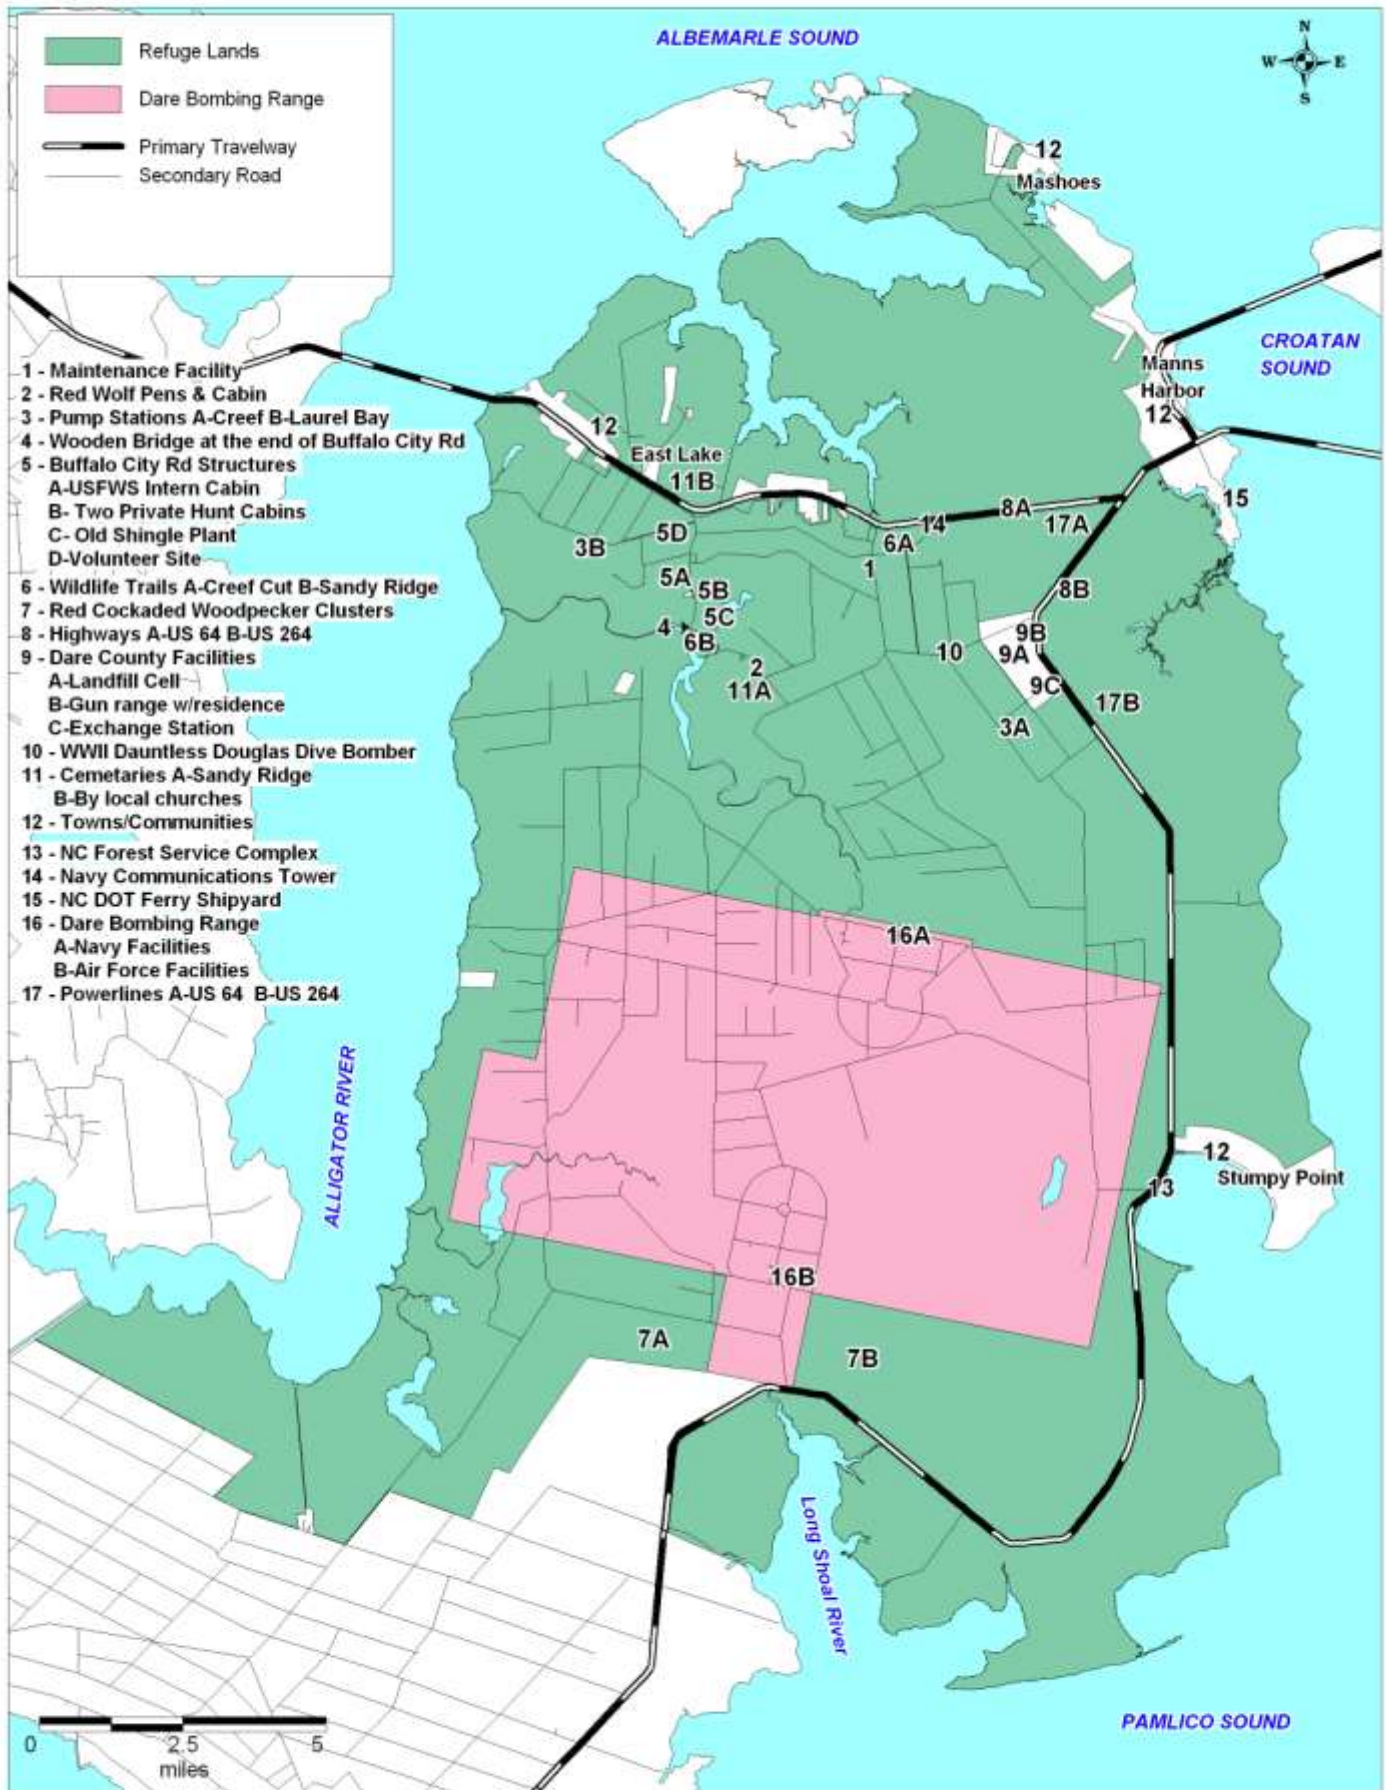 Refuge Lands
Dare Bombing Range
Primary Travelway
Secondary Road
ALBEMARLE SOUND
N
W E
S
12
Mashoes
CROATAN
SOUND
Manns
Harbor
12
1 - Maintenance Facility
2 - Red Wolf Pens & Cabin
3 - Pump Stations A-Creef B-Laurel Bay
4 - Wooden Bridge at the end of Buffalo City Rd
5 - Buffalo City Rd Structures
A-USFWS Intern Cabin
B- Two Private Hunt Cabins
C- Old Shingle Plant
D-Volunteer Site
6 - Wildlife Trails A-Creef Cut B-Sandy Ridge
7 - Red Cockaded Woodpecker Clusters
8 - Highways A-US 64 B-US 264
9 - Dare County Facilities
A-Landfill Cell
B-Gun range w/residence
C-Exchange Station
10 - WWII Dauntless Douglas Dive Bomber
11 - Cemetaries A-Sandy Ridge
B-By local churches
12 - Towns/Communities
13 - NC Forest Service Complex
14 - Navy Communications Tower
15 - NC DOT Ferry Shipyard
16 - Dare Bombing Range
A-Navy Facilities
B-Air Force Facilities
17 - Powerlines A-US 64 B-US 264
12
East Lake
11B
15
8A
14
17A
5D
3B
6A
1
5A
5B
8B
5C
4
6B
9B
10
9A
2
11A
9C
17B
3A
16A
ALLIGATOR RIVER
12
Stumpy Point
13
16B
7A
7B
Long Shoal River
PAMLICO SOUND
0 2.5 5
miles